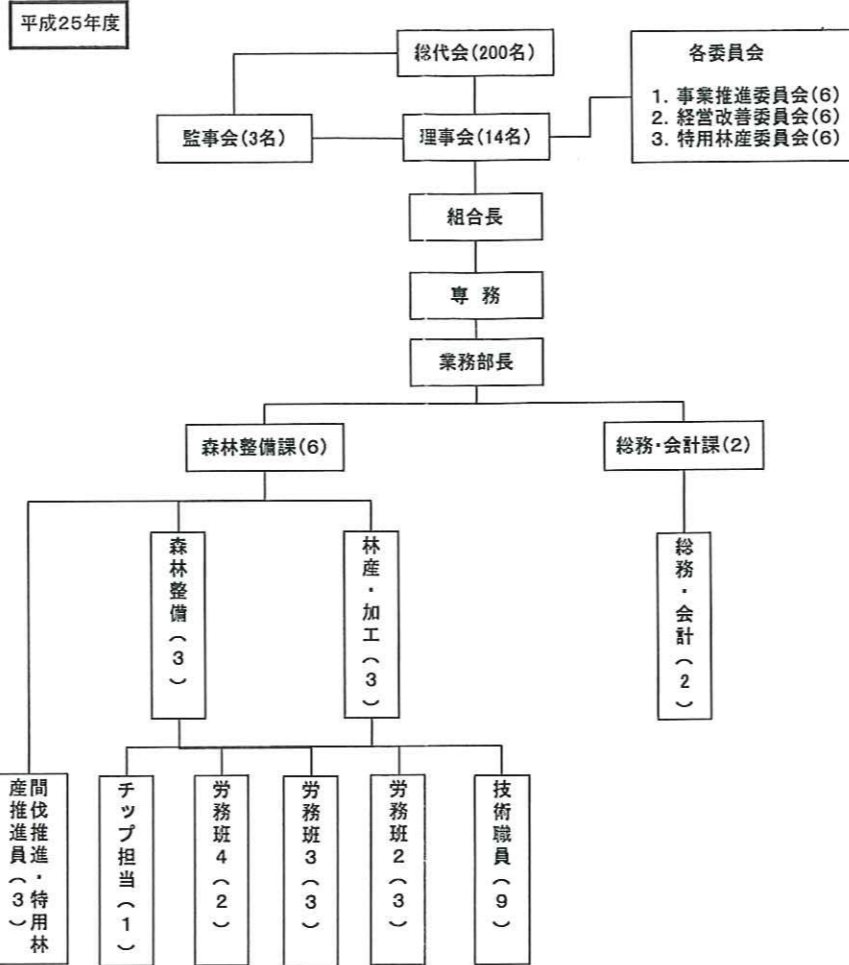 平成25年度
総代会(200名)
各委員会
1. 事業推進委員会(6)
2. 経営改善委員会(6)
3. 特用林産委員会(6)
監事会(3名)
理事会(14名)
組合長
専 務
業務部長
森林整備課(6)
総務・会計課(2)
森林整備(3)
林産・加工(3)
総務・会計(2)
間伐推進・特用林
産推進員(3)
チップ担当(1)
労務班4(2)
労務班3(3)
労務班2(3)
技術職員(9)